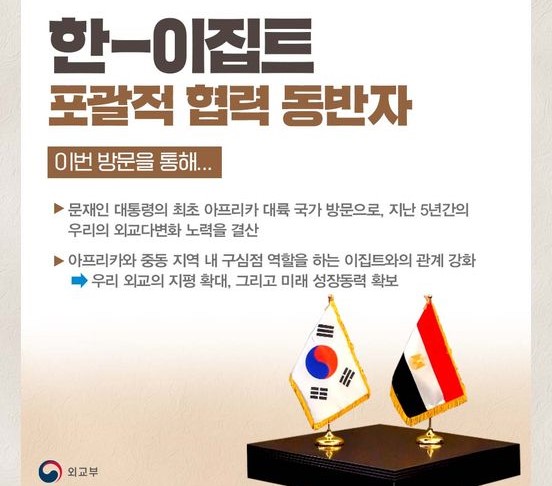 한-이집트
포괄적 협력 동반자
이번 방문을 통해...
▶ 문재인 대통령의 최초 아프리카 대륙 국가 방문으로, 지난 5년간의
우리의 외교다변화 노력을 결산
▶ 아프리카와 중동 지역 내 구심점 역할을 하는 이집트와의 관계 강화
➡ 우리 외교의 지평 확대, 그리고 미래 성장동력 확보
외교부